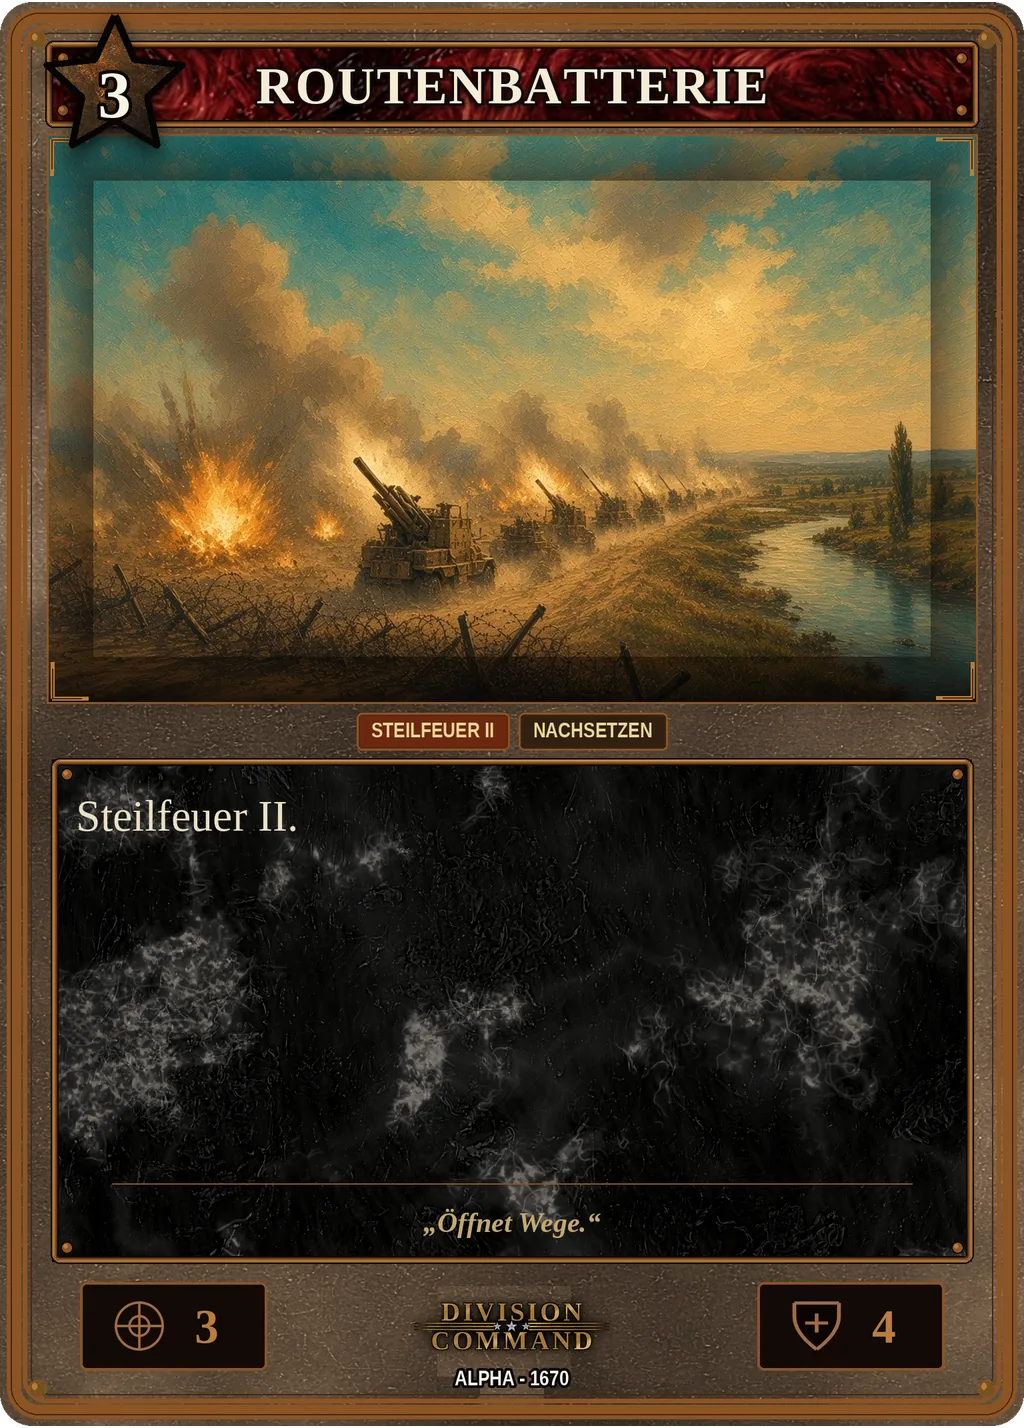 3
ROUTENBATTERIE
STEILFEUER II
NACHSETZEN
Steilfeuer II.
„Öffnet Wege.“
3
DIVISION
COMMAND
4
ALPHA - 1670